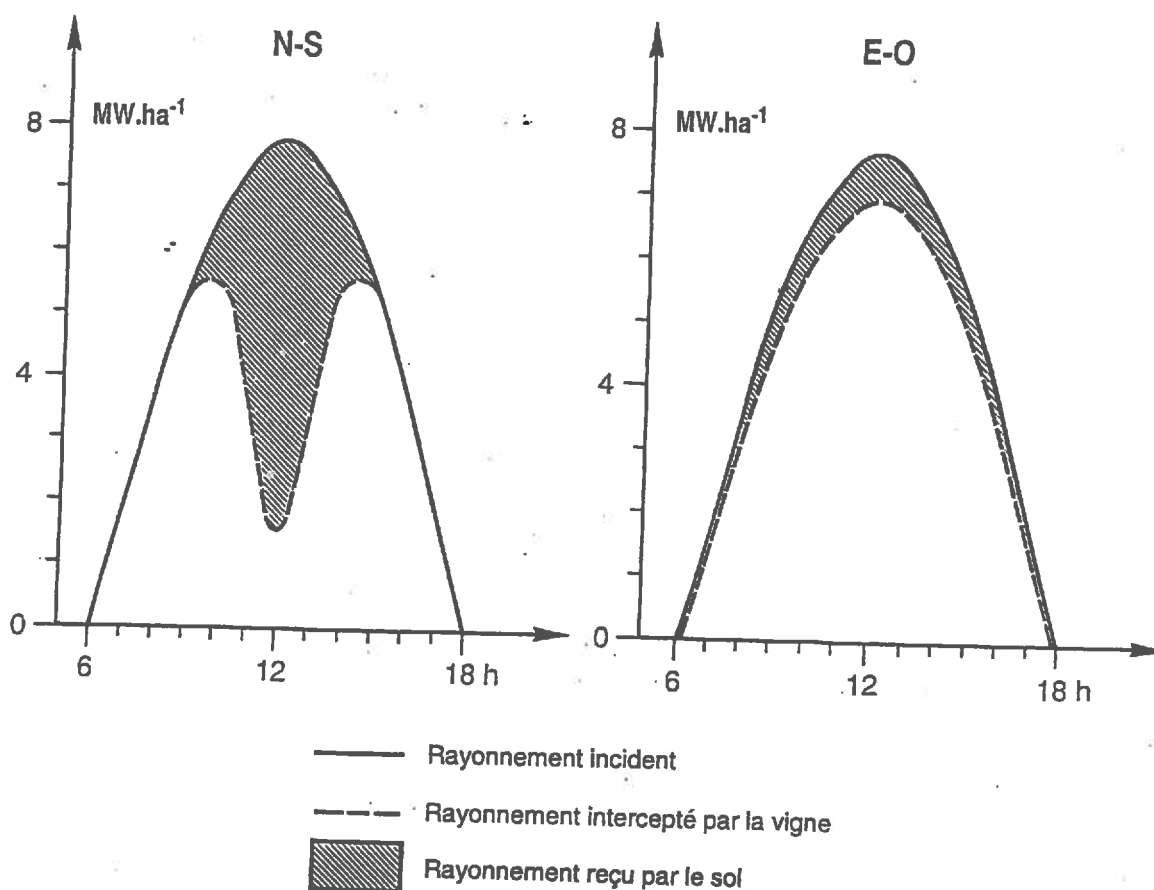 N-S
MW.ha⁻¹
8
4
0
6
12
18 h
E-O
MW.ha⁻¹
8
4
0
6
12
18 h
Rayonnement incident
Rayonnement intercepté par la vigne
Rayonnement reçu par le sol